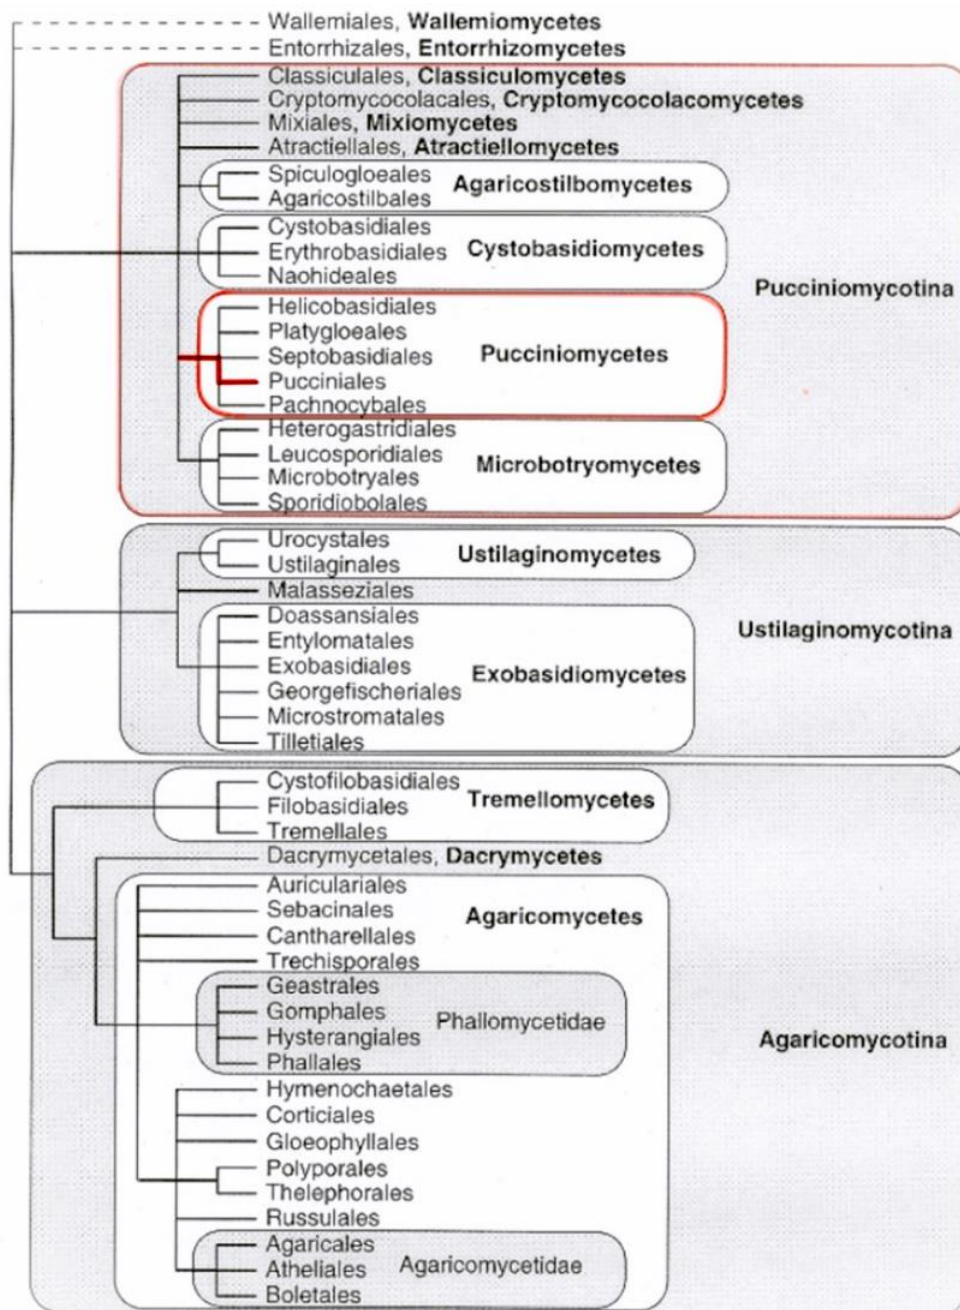 Wallemiales, Wallemiomycetes
Entorrhizales, Entorrhizomycetes
Classiculales, Classiculomycetes
Cryptomycocolacales, Cryptomycocolacomycetes
Mixiales, Mixiomycetes
Atractiellales, Atractiellomycetes
Spiculogloeales
Agaricostilbomycetes
Agaricostilbales
Cystobasidiales
Erythrobasidiales
Cystobasidiomycetes
Naohideales
Pucciniomycotina
Helicobasidiales
Platygloeales
Septobasidiales
Pucciniomycetes
Pucciniales
Pachnocybales
Heterogastridiales
Leucosporidiales
Microbotryomycetes
Microbotryales
Sporidiobolales
Urocystales
Ustilaginomycetes
Ustilaginales
Malasseziales
Doassansiales
Ustilaginomycotina
Entylomatales
Exobasidiales
Exobasidiomycetes
Georgefischeriales
Microstromatales
Tilletiales
Cystofilobasidiales
Tremellomycetes
Filobasidiales
Tremellales
Dacrymycetales, Dacrymycetes
Auriculariales
Sebacinales
Agaricomycetes
Cantharellales
Trechisporales
Geastrales
Gomphales
Phallomycetidae
Hysterangiales
Agaricomycotina
Phallales
Hymenochaetales
Corticiales
Gloeophyllales
Polyporales
Thelephorales
Russulales
Agaricales
Atheliales
Agaricomycetidae
Boletales